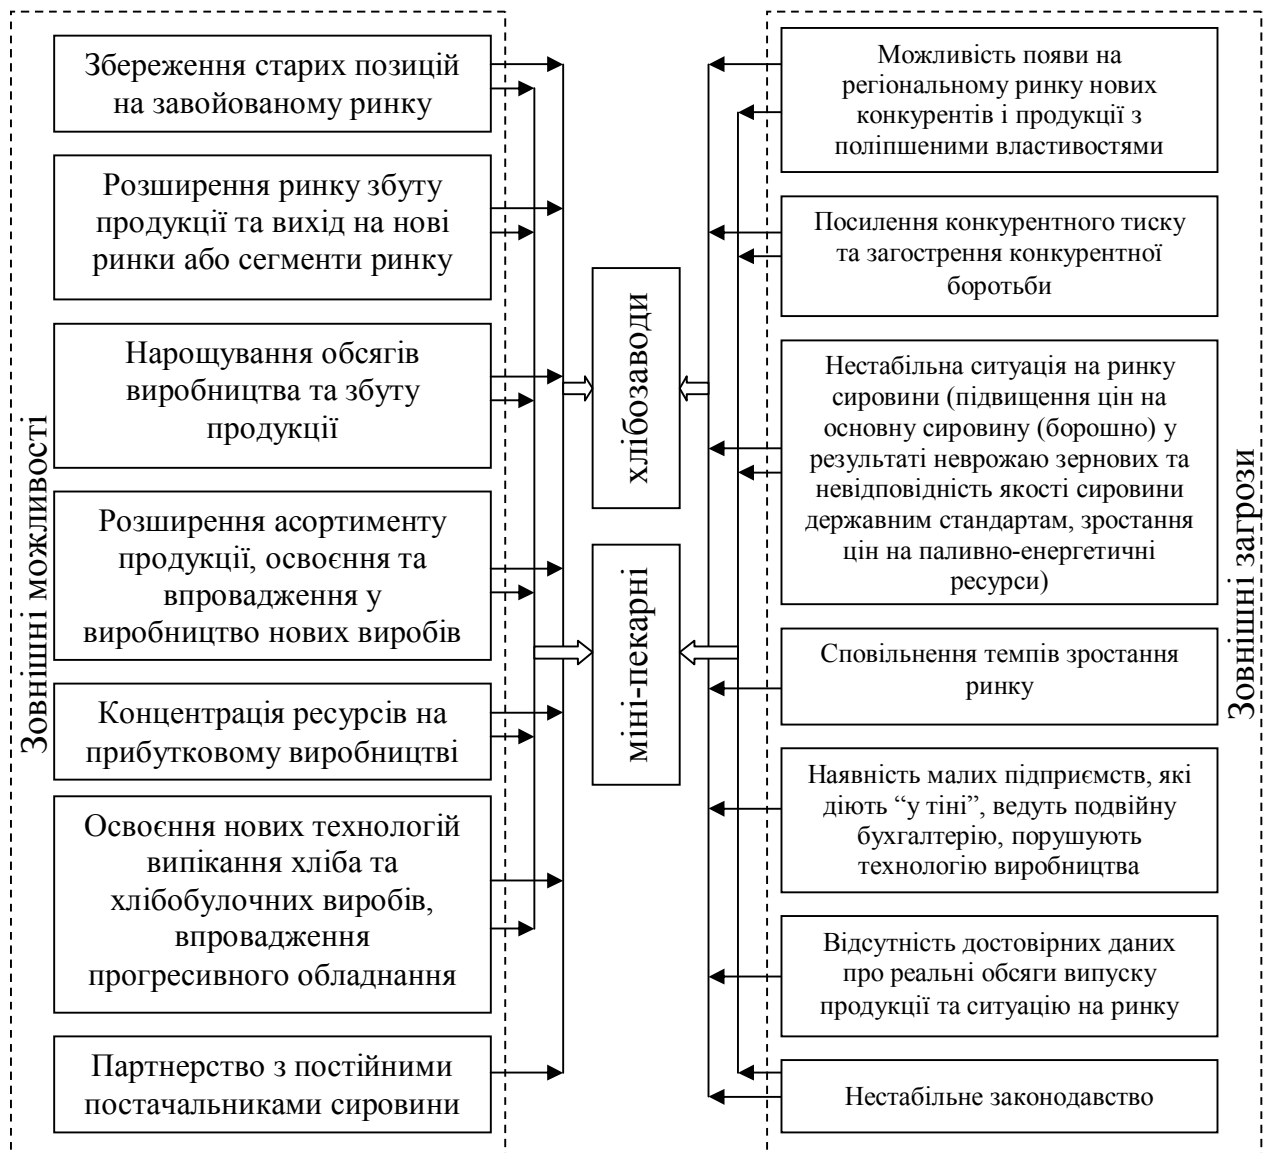 Зовнішні можливості
Збереження старих позицій
на завойованому ринку
Розширення ринку збуту
продукції та вихід на нові
ринки або сегменти ринку
Нарощування обсягів
виробництва та збуту
продукції
Розширення асортименту
продукції, освоєння та
впровадження у
виробництво нових виробів
Концентрація ресурсів на
прибутковому виробництві
Освоєння нових технологій
випікання хліба та
хлібобулочних виробів,
впровадження
прогресивного обладнання
Партнерство з постійними
постачальниками сировини
хлібозаводи
міні-пекарні
Можливість появи на
регіональному ринку нових
конкурентів і продукції з
поліпшеними властивостями
Посилення конкурентного тиску
та загострення конкурентної
боротьби
Нестабільна ситуація на ринку
сировини (підвищення цін на
основну сировину (борошно) у
результаті неврожаю зернових та
невідповідність якості сировини
державним стандартам, зростання
цін на паливно-енергетичні
ресурси)
Сповільнення темпів зростання
ринку
Наявність малих підприємств, які
діють “у тіні”, ведуть подвійну
бухгалтерію, порушують
технологію виробництва
Відсутність достовірних даних
про реальні обсяги випуску
продукції та ситуацію на ринку
Нестабільне законодавство
Зовнішні загрози